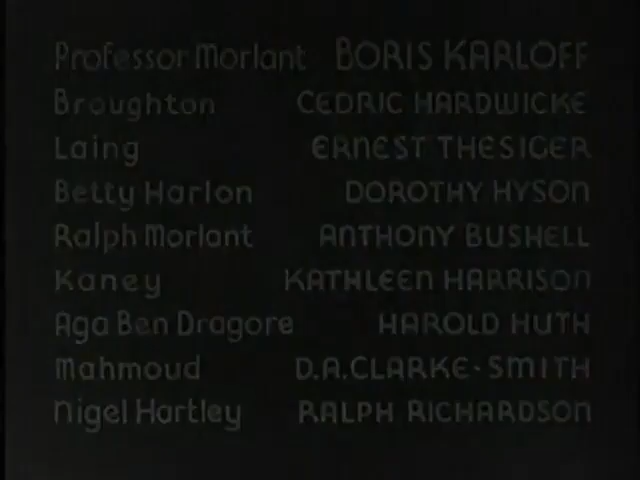 Professor Morlant BORIS KARLOFF
Broughton CEDRIC HARDWICKE
Laing ERNEST THESIGER
Betty Harlon DOROTHY HYSON
Ralph Morlant ANTHONY BUSHELL
Kaney KATHLEEN HARRISON
Aga Ben Dragore HAROLD HUTH
Mahmoud D.A.CLARKE-SMITH
Nigel Hartley RALPH RICHARDSON